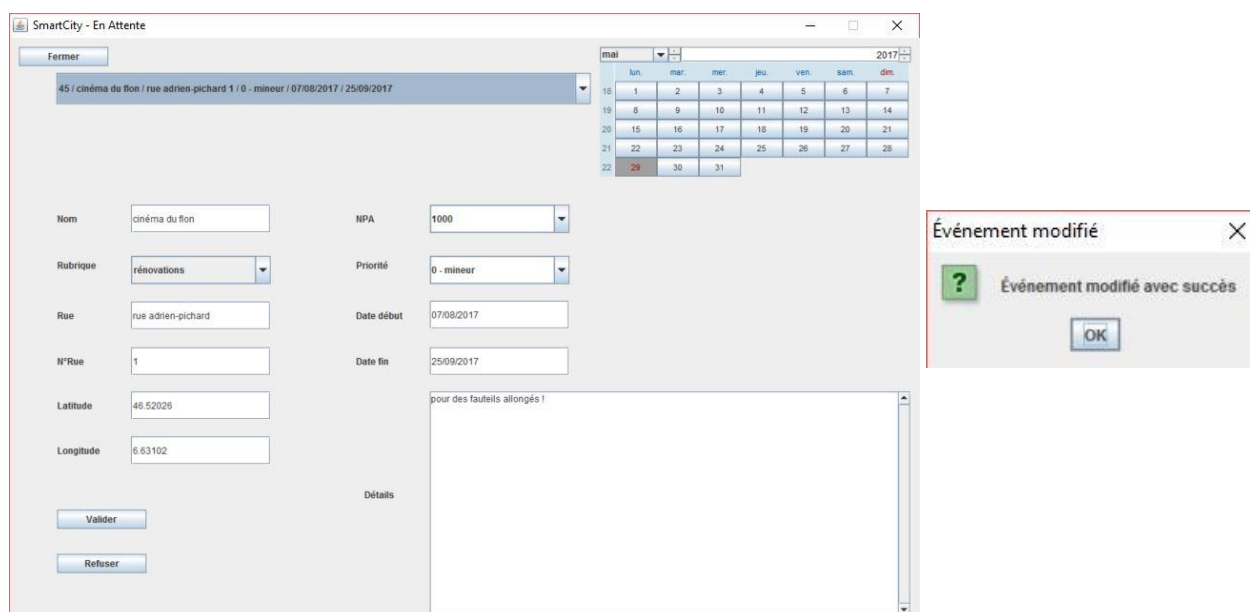 SmartCity - En Attente
Fermer
45 / cinéma du flon / rue adrien-pichard 1 / 0 - mineur / 07/08/2017 / 25/09/2017
mai 2017
lun. mar. mer. jeu. ven. sam. dim.
18 1 2 3 4 5 6 7
19 8 9 10 11 12 13 14
20 15 16 17 18 19 20 21
21 22 23 24 25 26 27 28
22 29 30 31
Nom cinéma du flon NPA 1000
Rubrique rénovations Priorité 0 - mineur
Rue rue adrien-pichard Date début 07/08/2017
N°Rue 1 Date fin 25/09/2017
Latitude 46.52026
Longitude 6.63102
Détails pour des fauteils allongés !
Valider
Refuser
Événement modifié
? Événement modifié avec succès
OK